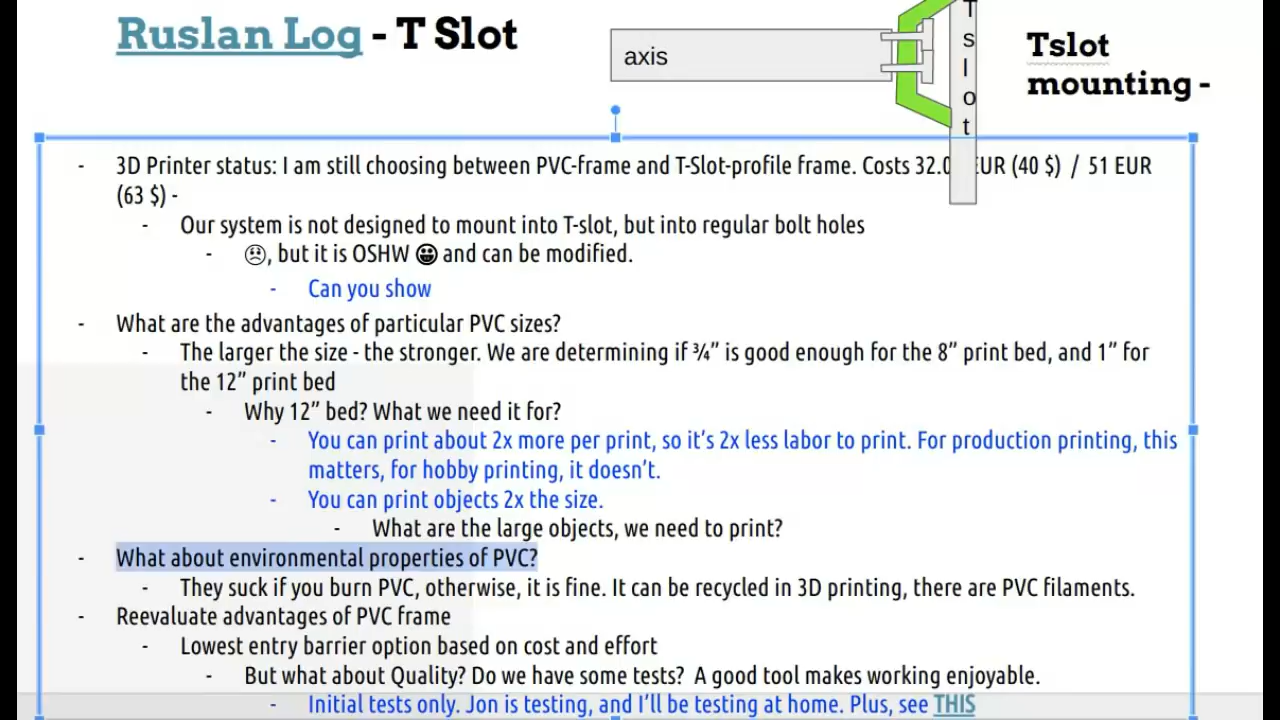 Ruslan Log - T Slot
axis
T
s
l
o
t
Tslot
mounting -
- 3D Printer status: I am still choosing between PVC-frame and T-Slot-profile frame. Costs 32.0 EUR (40 $) / 51 EUR
(63 $) -
- Our system is not designed to mount into T-slot, but into regular bolt holes
- 😞, but it is OSHW 😀 and can be modified.
- Can you show
- What are the advantages of particular PVC sizes?
- The larger the size - the stronger. We are determining if ¾” is good enough for the 8” print bed, and 1” for
the 12” print bed
- Why 12” bed? What we need it for?
- You can print about 2x more per print, so it’s 2x less labor to print. For production printing, this
matters, for hobby printing, it doesn’t.
- You can print objects 2x the size.
- What are the large objects, we need to print?
- What about environmental properties of PVC?
- They suck if you burn PVC, otherwise, it is fine. It can be recycled in 3D printing, there are PVC filaments.
- Reevaluate advantages of PVC frame
- Lowest entry barrier option based on cost and effort
- But what about Quality? Do we have some tests? A good tool makes working enjoyable.
- Initial tests only. Jon is testing, and I’ll be testing at home. Plus, see THIS